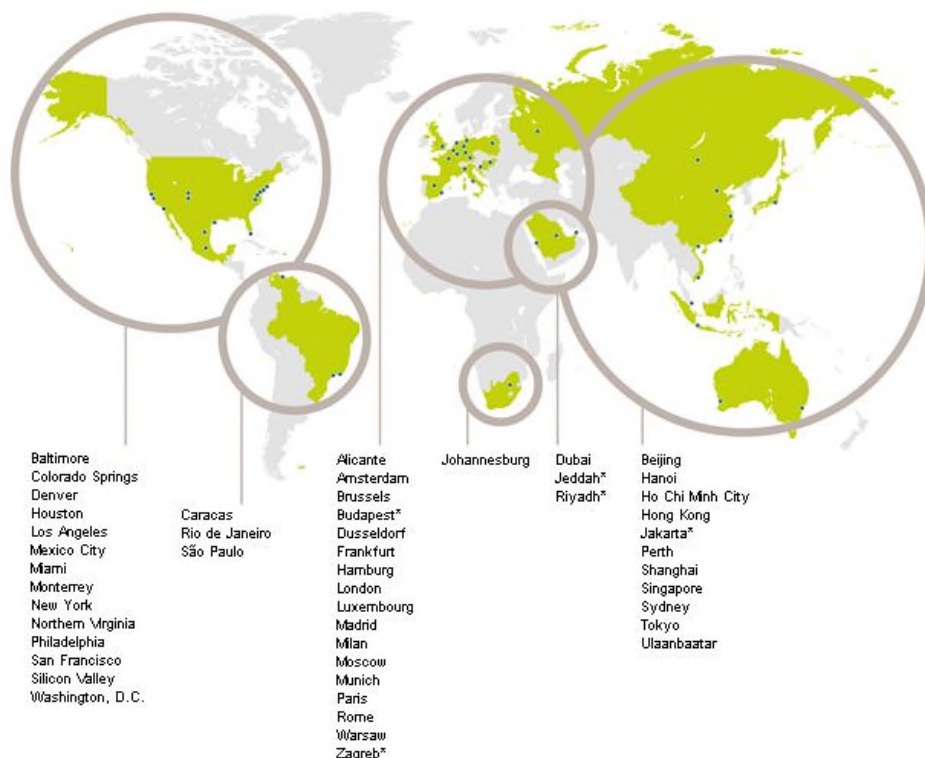 Baltimore
Colorado Springs
Denver
Houston
Los Angeles
Mexico City
Miami
Monterrey
New York
Northern Virginia
Philadelphia
San Francisco
Silicon Valley
Washington, D.C.
Caracas
Rio de Janeiro
São Paulo
Alicante
Amsterdam
Brussels
Budapest*
Dusseldorf
Frankfurt
Hamburg
London
Luxembourg
Madrid
Milan
Moscow
Munich
Paris
Rome
Warsaw
Zagreb*
Johannesburg
Dubai
Jeddah*
Riyadh*
Beijing
Hanoi
Ho Chi Minh City
Hong Kong
Jakarta*
Perth
Shanghai
Singapore
Sydney
Tokyo
Ulaanbaatar